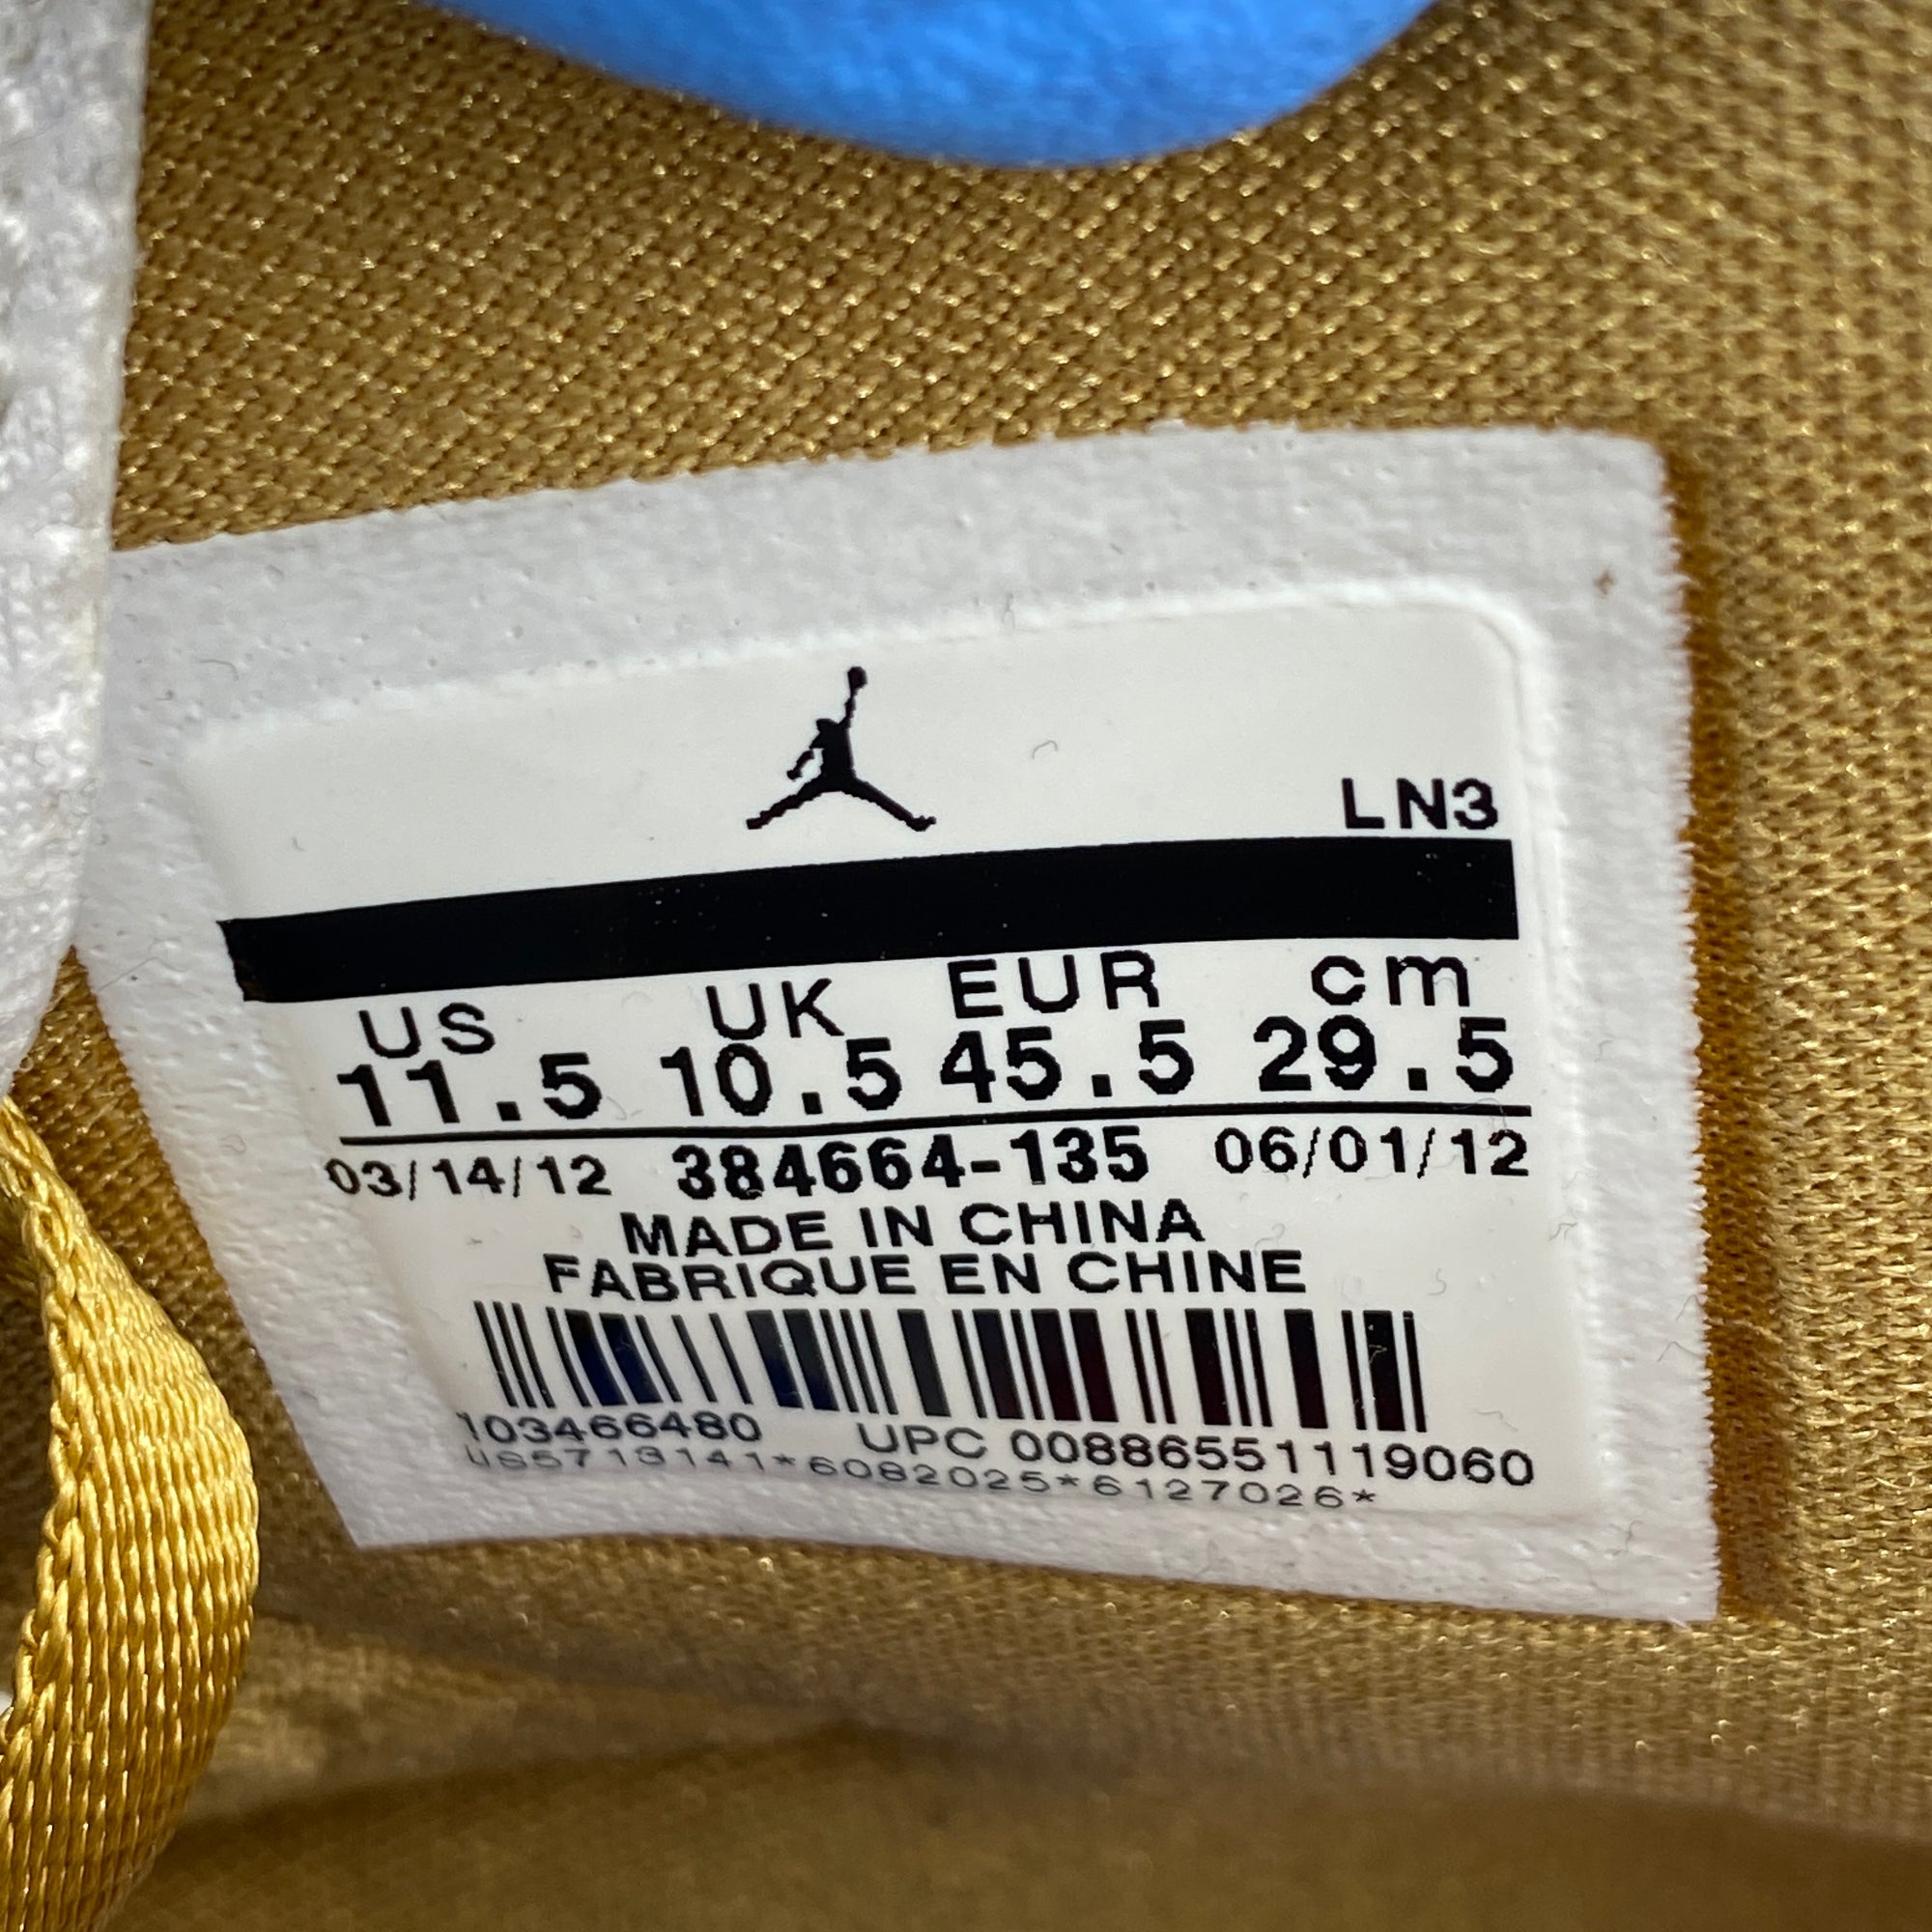 LN3
US UK EUR cm
11.5 10.5 45.5 29.5
03/14/12 384664-135 06/01/12
MADE IN CHINA
FABRIQUE EN CHINE
103466480 UPC 00886551119060
US5713141*6082025*6127026*